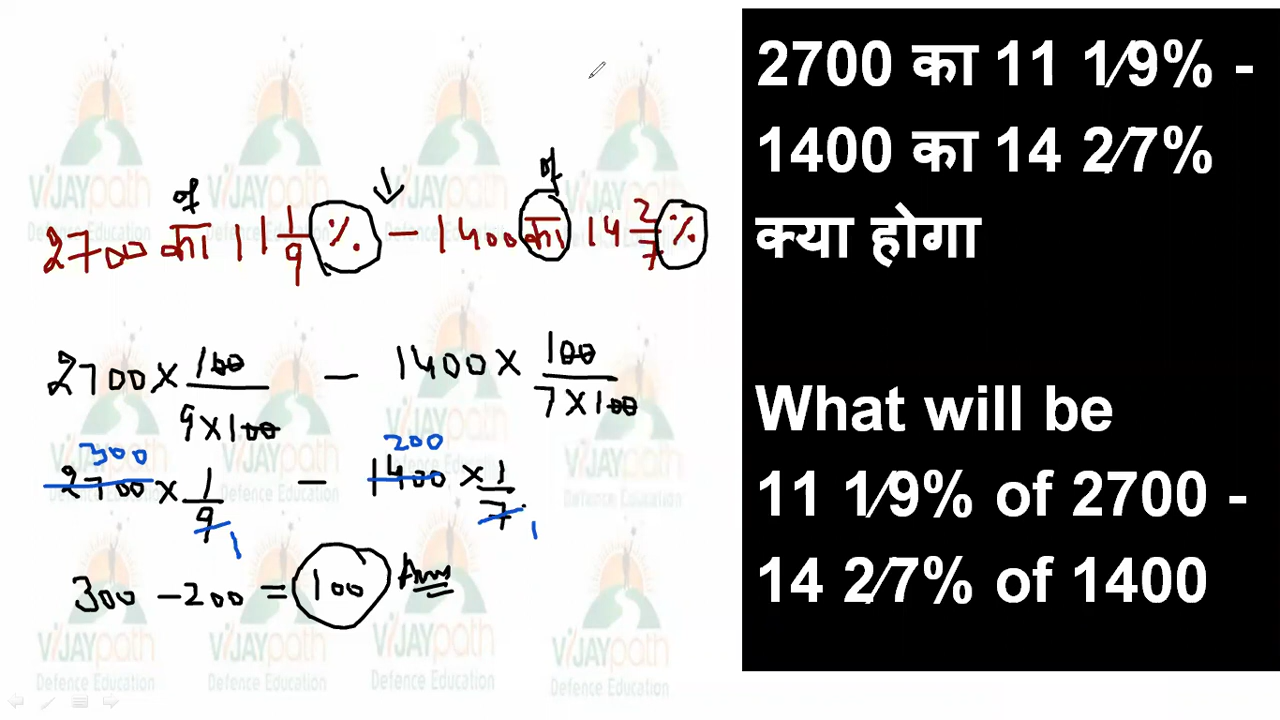 of of
2700 का 11 1/9 % - 1400 का 14 2/7 %
2700 × 100/9×100 - 1400 × 100/7×100
300 200
2700 × 1/9 - 1400 × 1/7
1 1
300 - 200 = 100 Ans
2700 का 11 1⁄9% -
1400 का 14 2⁄7%
क्या होगा
What will be
11 1⁄9% of 2700 -
14 2⁄7% of 1400
VIJAYpath
Defence Education